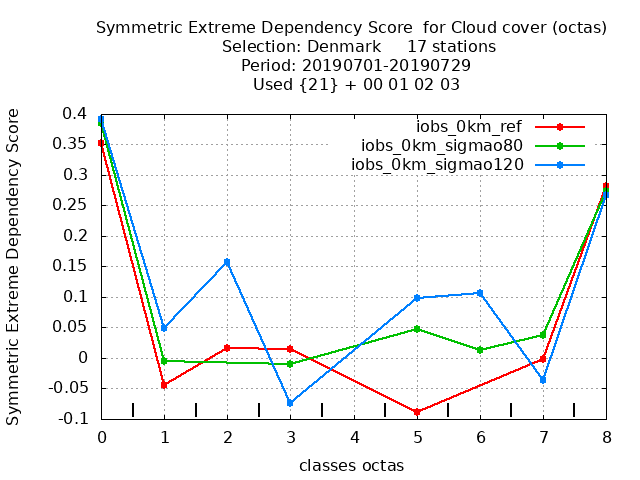 Symmetric Extreme Dependency Score  for Cloud cover (octas)
Selection: Denmark     17 stations
Period: 20190701-20190729
Used {21} + 00 01 02 03
Symmetric Extreme Dependency Score
0.4
0.35
0.3
0.25
0.2
0.15
0.1
0.05
0
-0.05
-0.1
iobs_0km_ref
iobs_0km_sigmao80
iobs_0km_sigmao120
0 1 2 3 4 5 6 7 8
classes octas